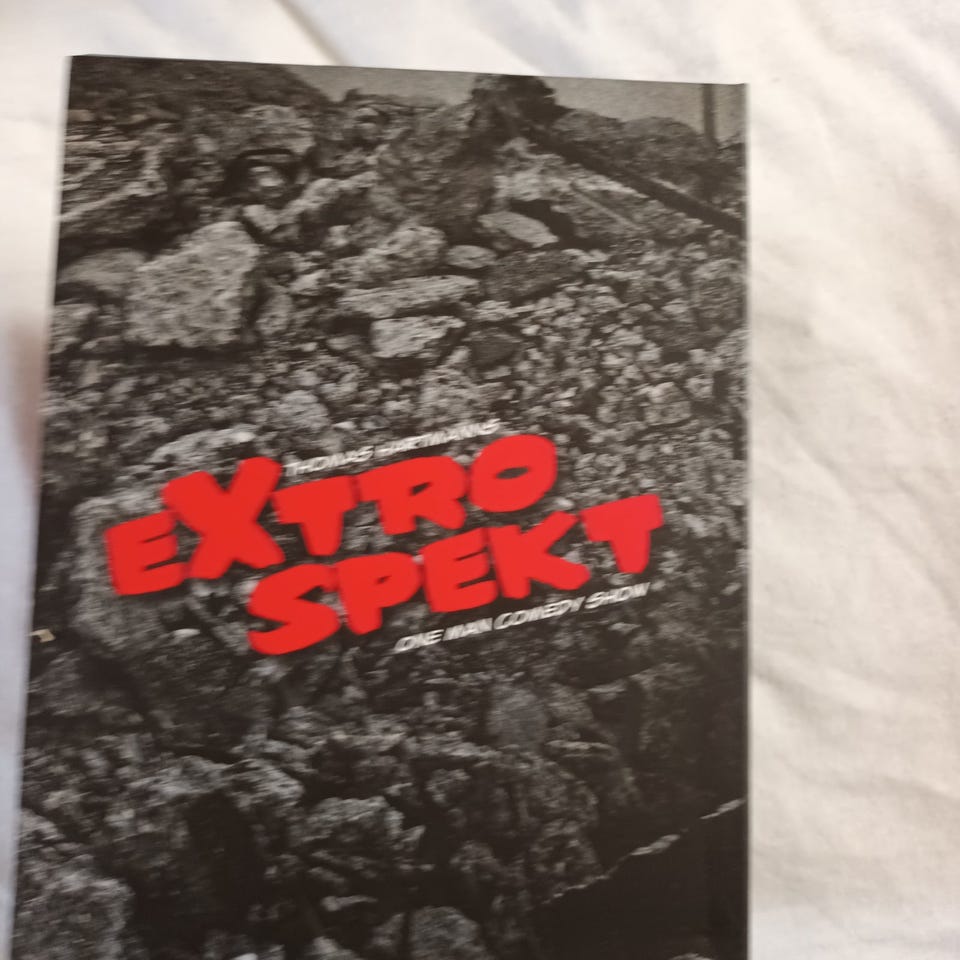 THOMAS HARTMANNS
EXTRO
SPEKT
ONE MAN COMEDY SHOW